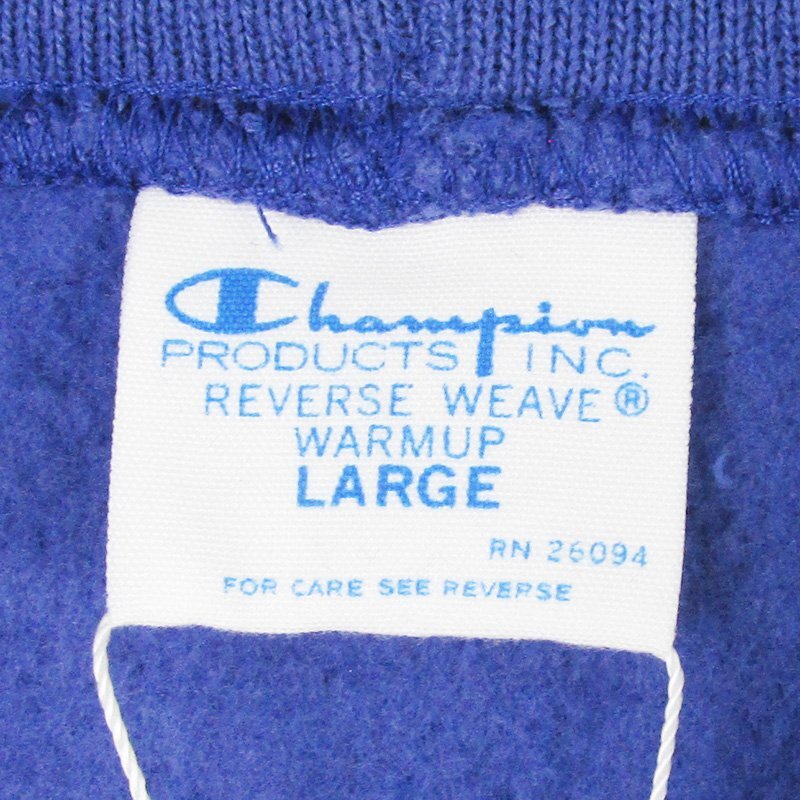 Champion
PRODUCTS INC.
REVERSE WEAVE®
WARMUP
LARGE
RN 26094
FOR CARE SEE REVERSE